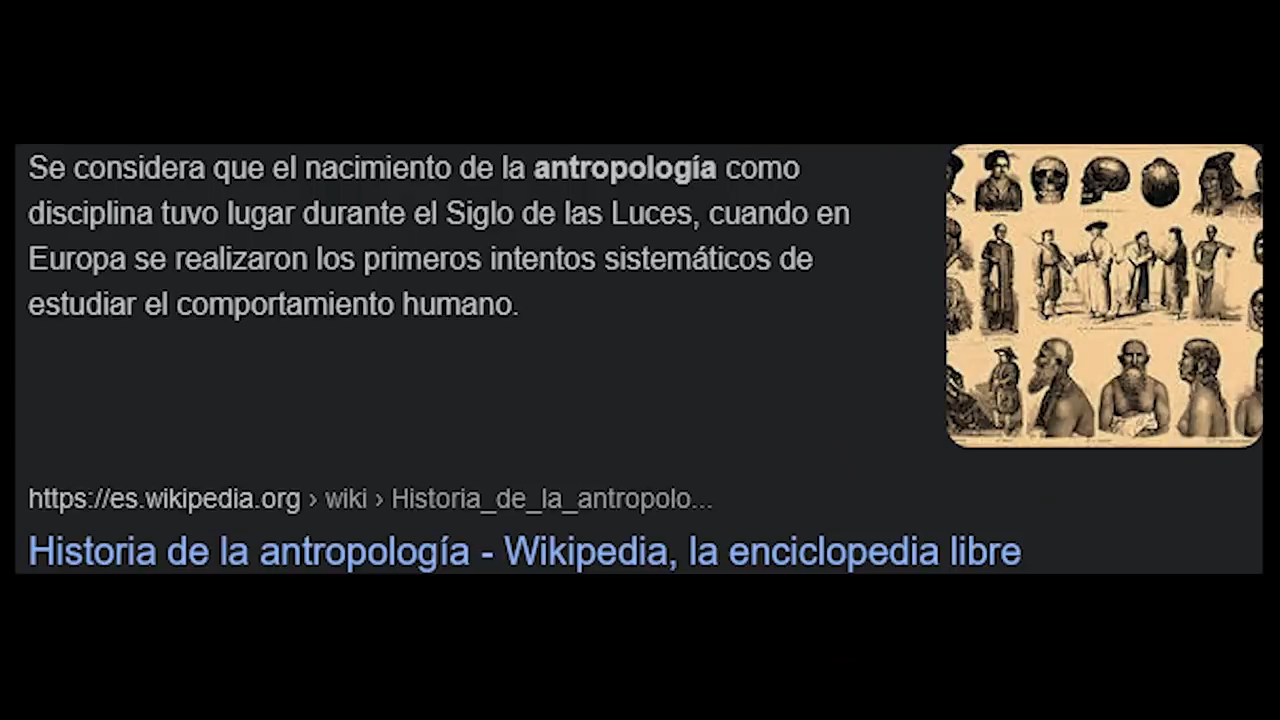 Se considera que el nacimiento de la antropología como
disciplina tuvo lugar durante el Siglo de las Luces, cuando en
Europa se realizaron los primeros intentos sistemáticos de
estudiar el comportamiento humano.
https://es.wikipedia.org › wiki › Historia_de_la_antropolo...
Historia de la antropología - Wikipedia, la enciclopedia libre